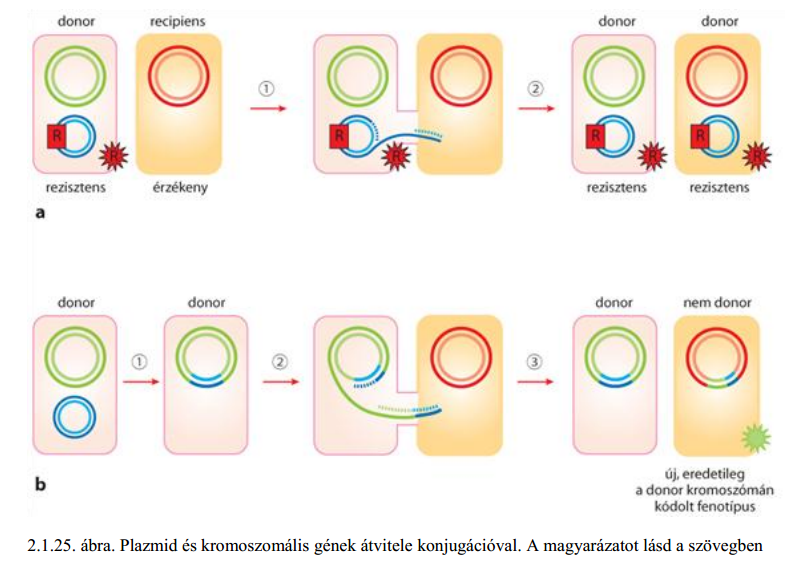 donor recipiens donor donor
① ②
R R R R
R R R R
rezisztens érzékeny rezisztens rezisztens
a
donor donor donor nem donor
① ② ③
új, eredetileg
a donor kromoszómán
kódolt fenotípus
b
2.1.25. ábra. Plazmid és kromoszomális gének átvitele konjugációval. A magyarázatot lásd a szövegben